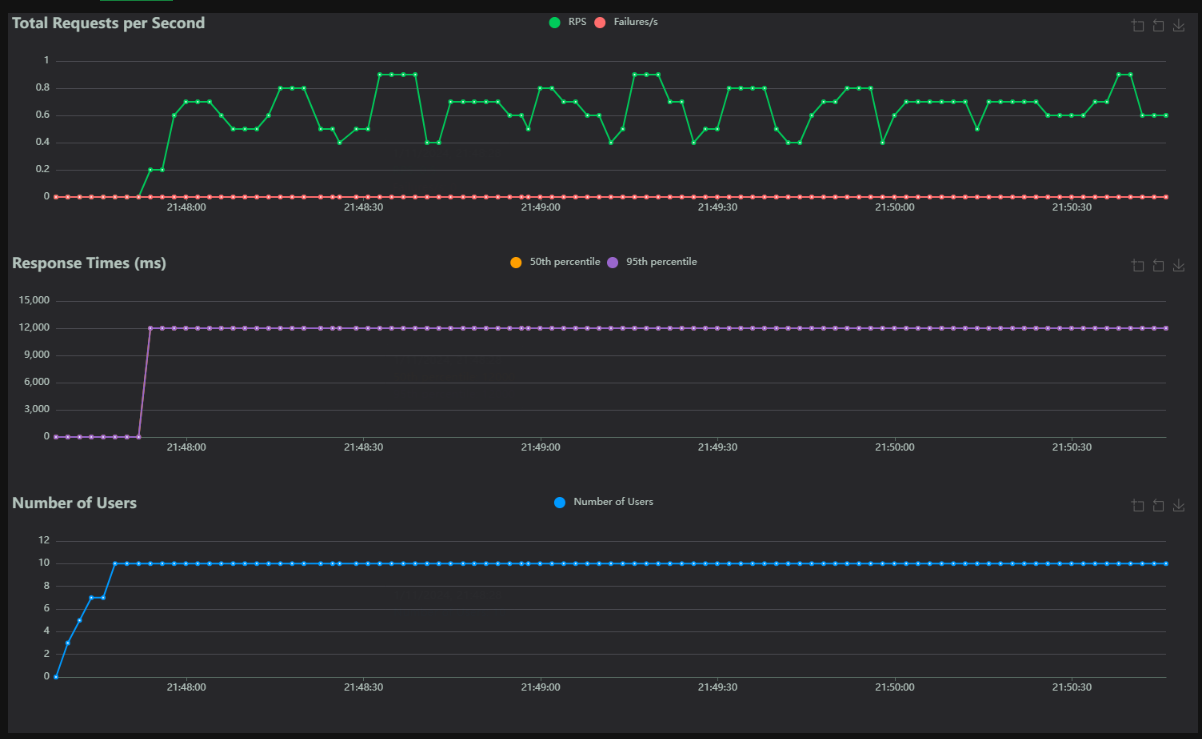 Total Requests per Second
RPS Failures/s
1
0.8
0.6
0.4
0.2
0
21:48:00 21:48:30 21:49:00 21:49:30 21:50:00 21:50:30
Response Times (ms)
50th percentile 95th percentile
15,000
12,000
9,000
6,000
3,000
0
21:48:00 21:48:30 21:49:00 21:49:30 21:50:00 21:50:30
Number of Users
Number of Users
12
10
8
6
4
2
0
21:48:00 21:48:30 21:49:00 21:49:30 21:50:00 21:50:30